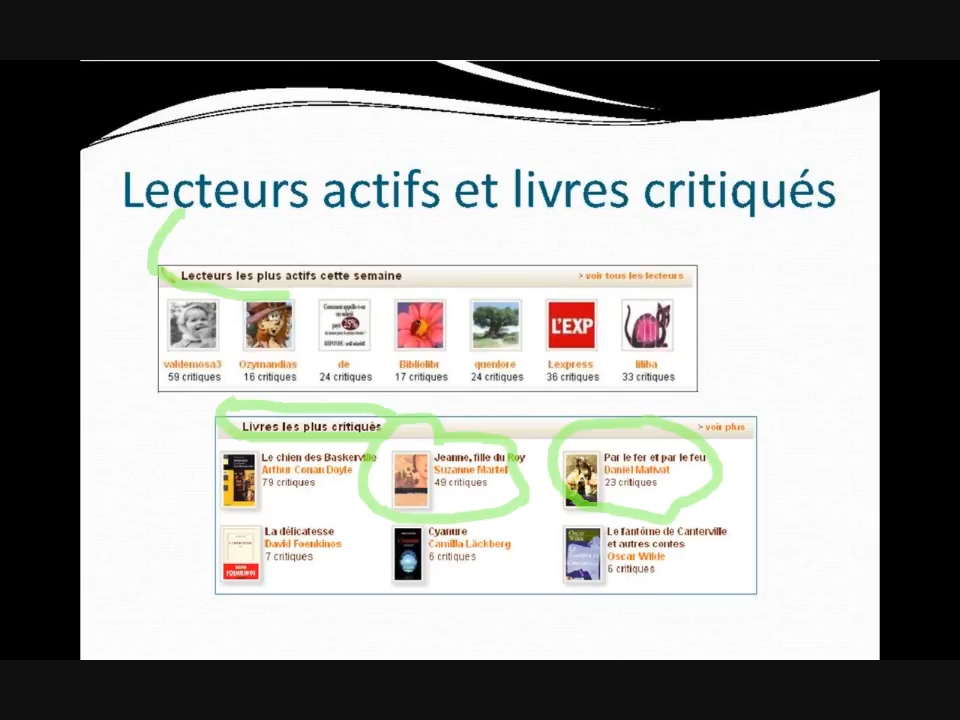 Lecteurs actifs et livres critiqués
Lecteurs les plus actifs cette semaine
> voir tous les lecteurs
valdemosa3
59 critiques
Ozymandias
16 critiques
25%
de
24 critiques
Bibliolibr
17 critiques
quenlore
24 critiques
L'EXP
Lexpress
36 critiques
liliba
33 critiques
Livres les plus critiqués
> voir plus
Le chien des Baskerville
Arthur Conan Doyle
79 critiques
Jeanne, fille du Roy
Suzanne Martel
49 critiques
Par le fer et par le feu
Daniel Mativat
23 critiques
FOENKINOS
La délicatesse
David Foenkinos
7 critiques
Cyanure
Camilla Läckberg
6 critiques
Oscar
Wilde
Le fantôme de Canterville
et autres contes
Oscar Wilde
6 critiques